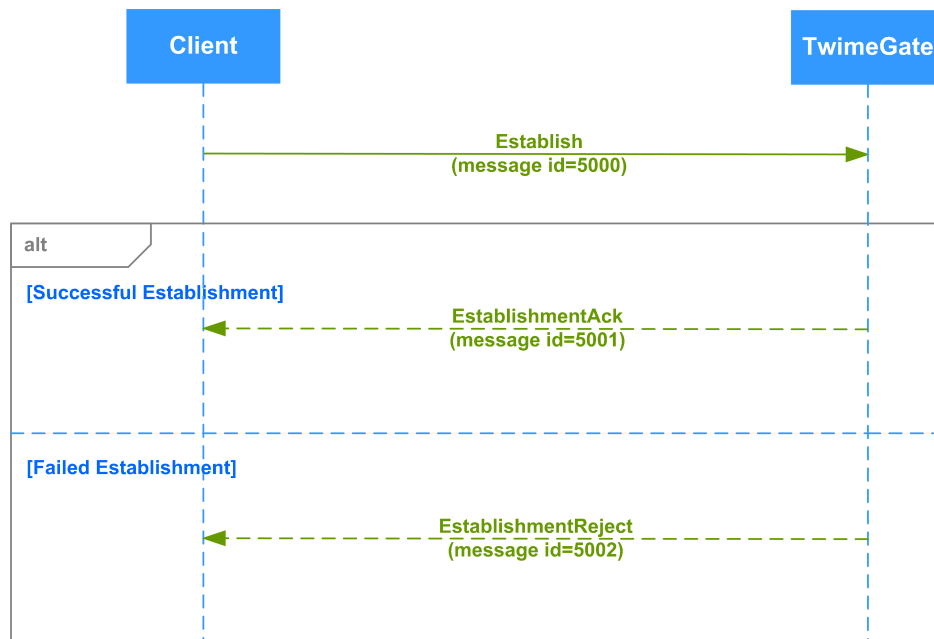 Client
TwimeGate
Establish
(message id=5000)
alt
[Successful Establishment]
EstablishmentAck
(message id=5001)
[Failed Establishment]
EstablishmentReject
(message id=5002)